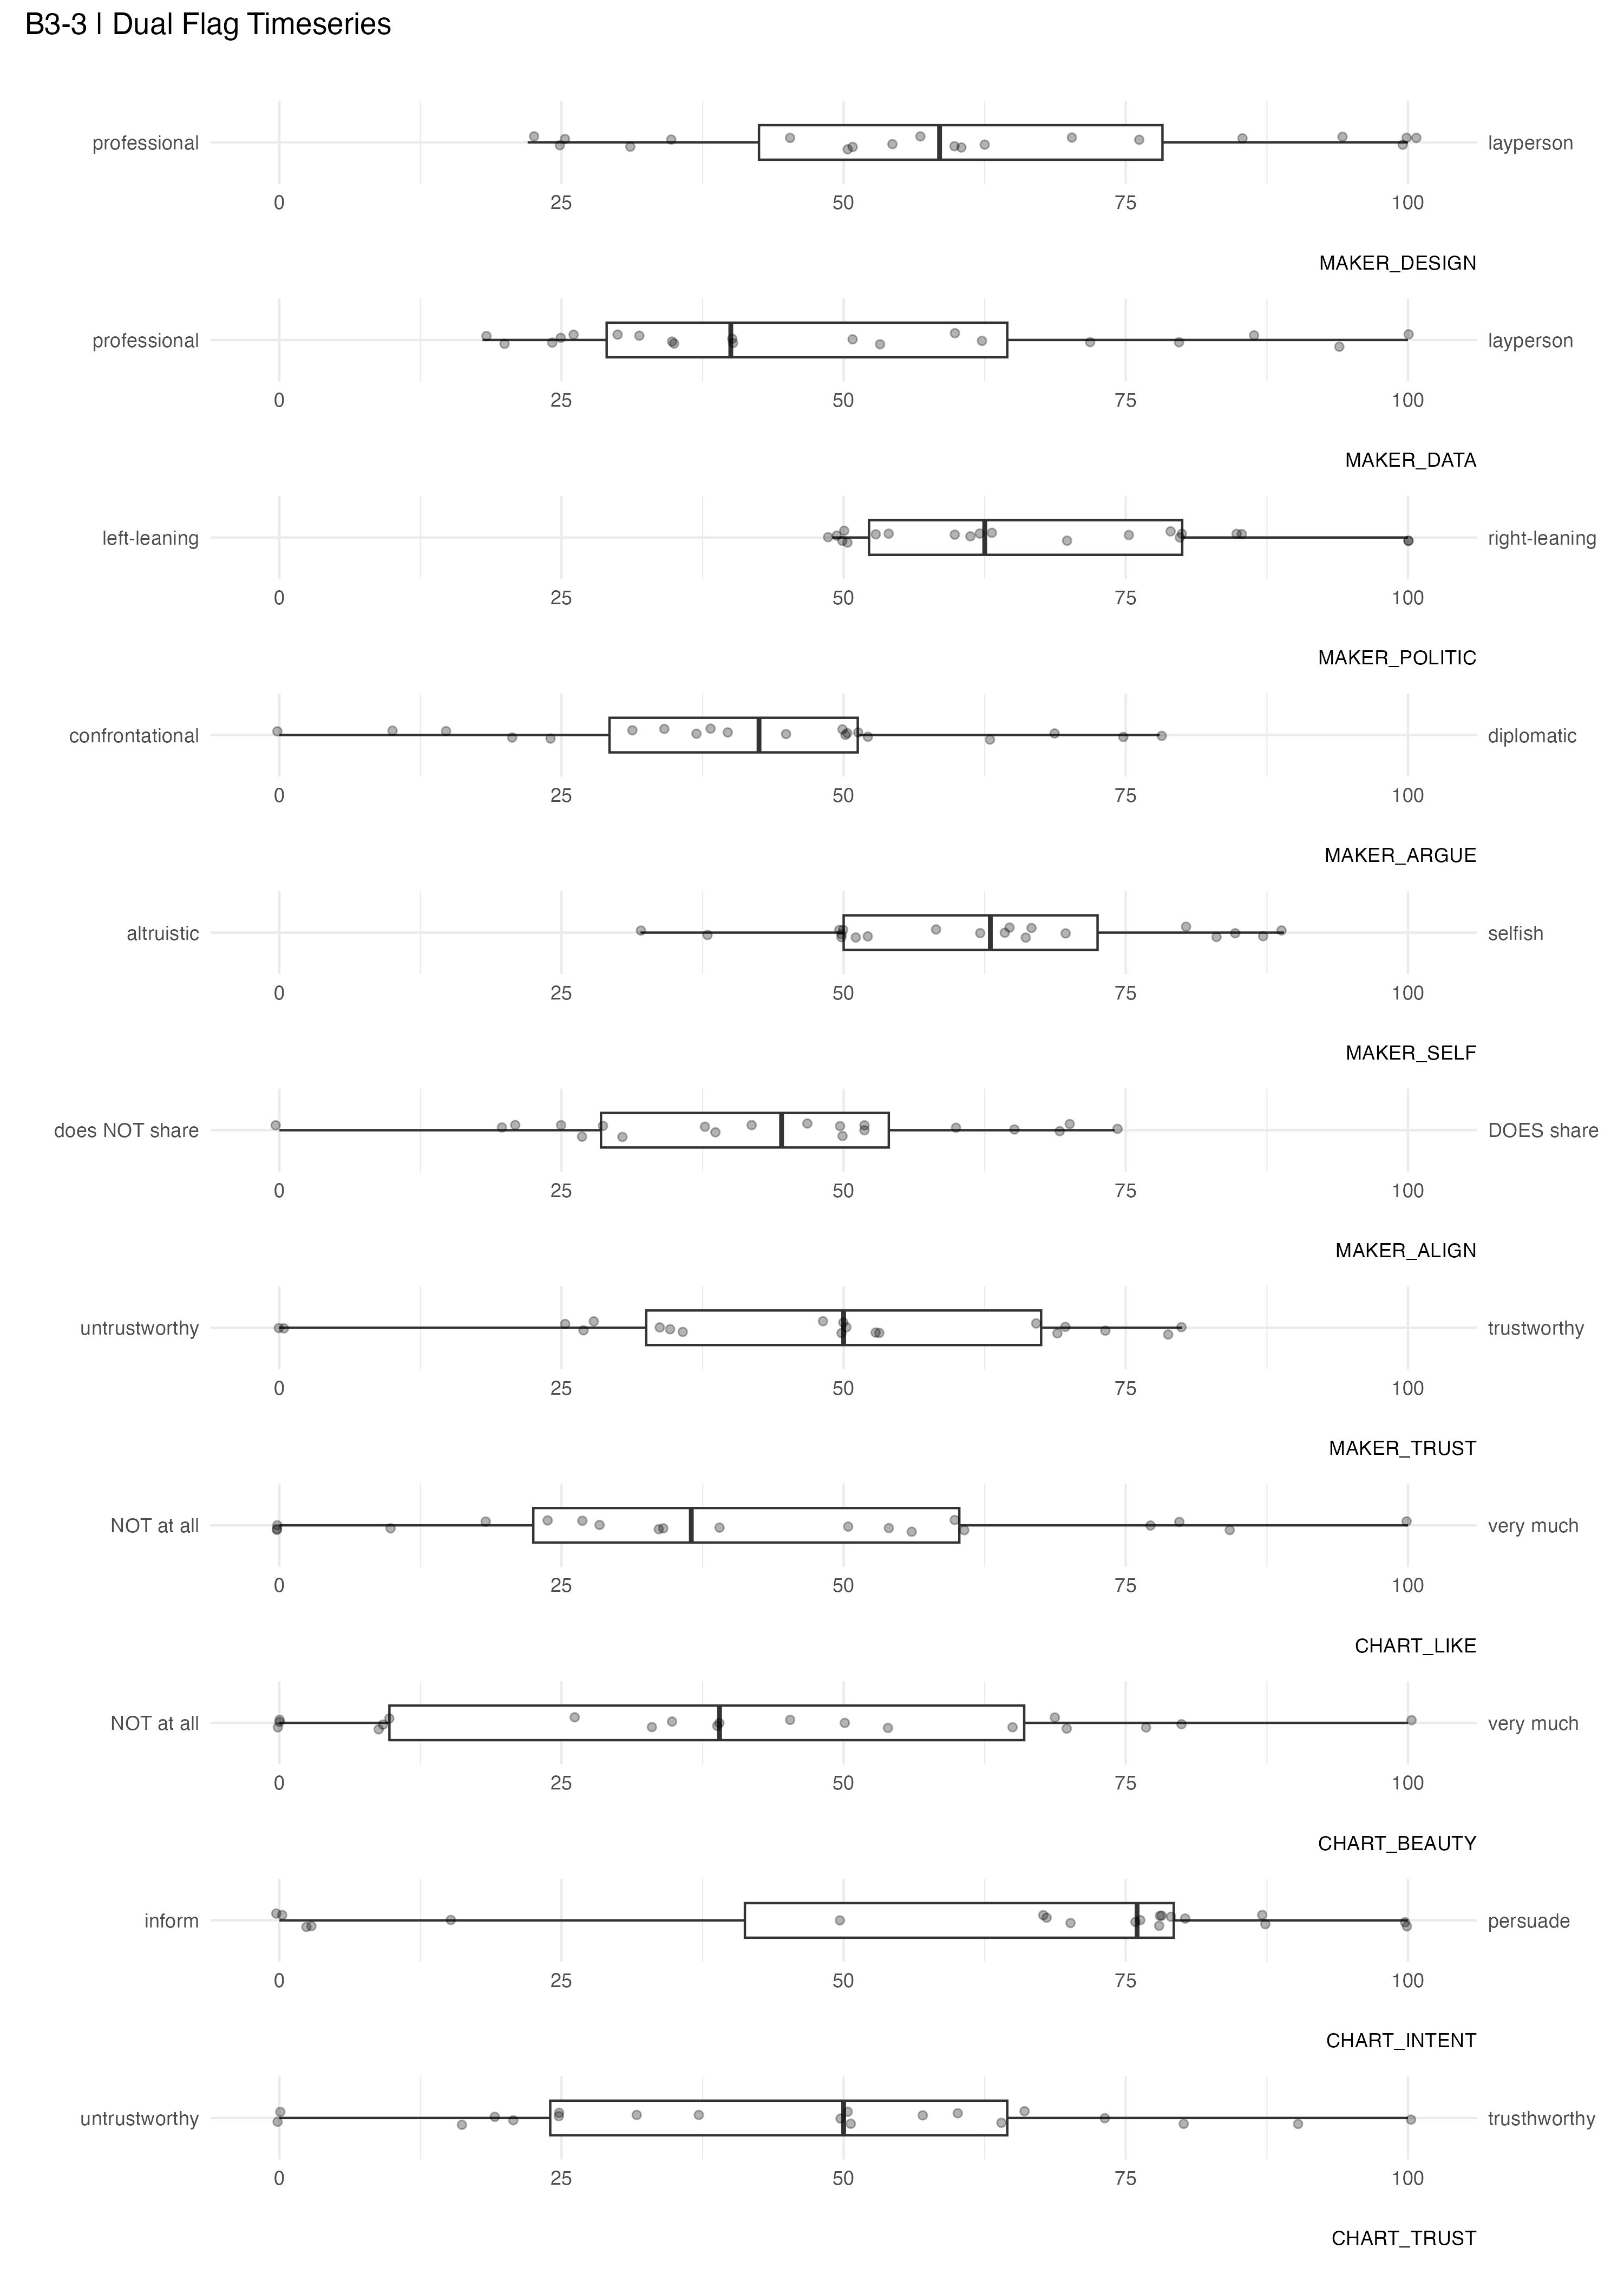 B3-3 | Dual Flag Timeseries
professional layperson
0 25 50 75 100
MAKER_DESIGN
professional layperson
0 25 50 75 100
MAKER_DATA
left-leaning right-leaning
0 25 50 75 100
MAKER_POLITIC
confrontational diplomatic
0 25 50 75 100
MAKER_ARGUE
altruistic selfish
0 25 50 75 100
MAKER_SELF
does NOT share DOES share
0 25 50 75 100
MAKER_ALIGN
untrustworthy trustworthy
0 25 50 75 100
MAKER_TRUST
NOT at all very much
0 25 50 75 100
CHART_LIKE
NOT at all very much
0 25 50 75 100
CHART_BEAUTY
inform persuade
0 25 50 75 100
CHART_INTENT
untrustworthy trusthworthy
0 25 50 75 100
CHART_TRUST